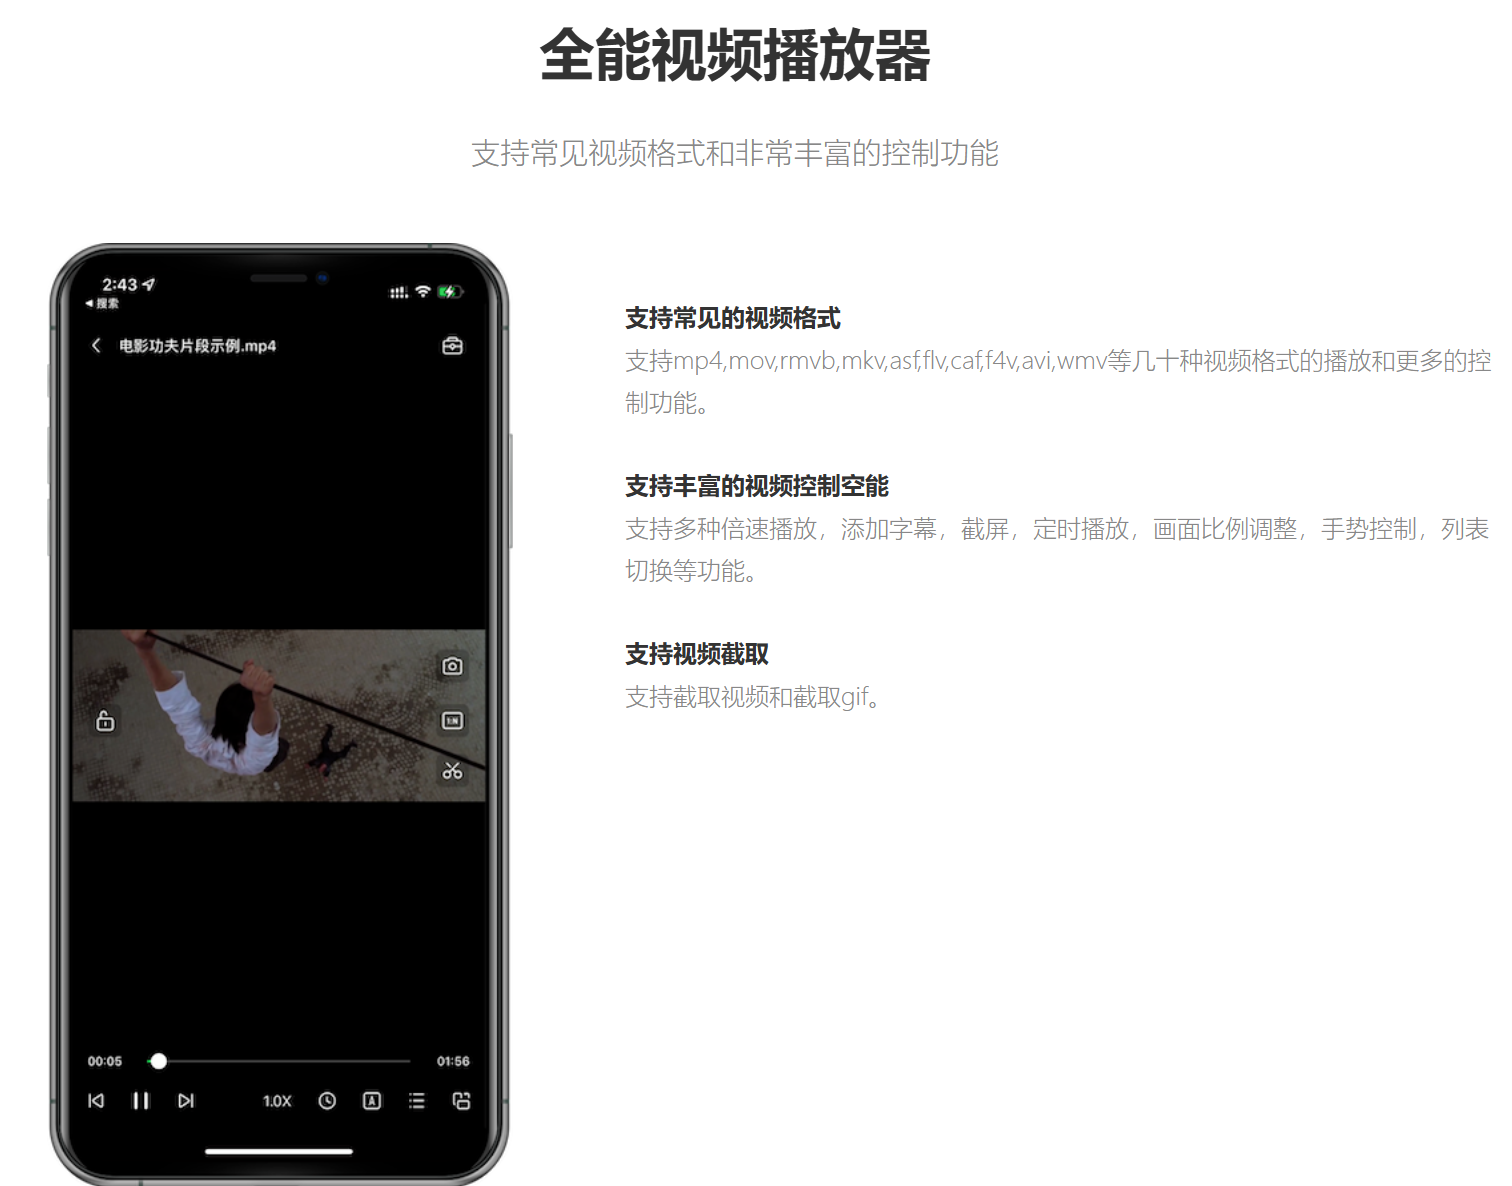 全能视频播放器
支持常见视频格式和非常丰富的控制功能
2:43
搜索
电影功夫片段示例.mp4
1:N
00:05
01:56
1.0X
A
支持常见的视频格式
支持mp4,mov,rmvb,mkv,asf,flv,caf,f4v,avi,wmv等几十种视频格式的播放和更多的控
制功能。
支持丰富的视频控制空能
支持多种倍速播放，添加字幕，截屏，定时播放，画面比例调整，手势控制，列表
切换等功能。
支持视频截取
支持截取视频和截取gif。